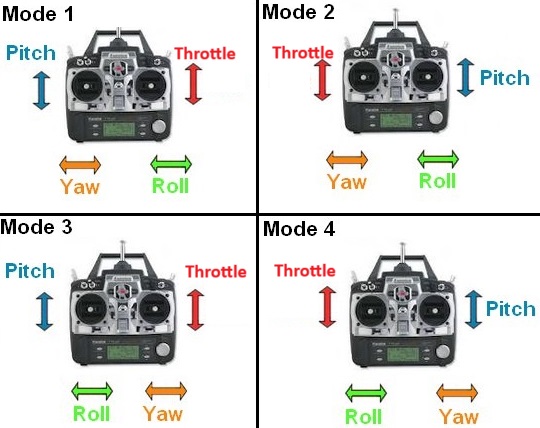 Mode 1
Pitch
Throttle
Yaw
Roll
Mode 2
Throttle
Pitch
Yaw
Roll
Mode 3
Pitch
Throttle
Roll
Yaw
Mode 4
Throttle
Pitch
Roll
Yaw